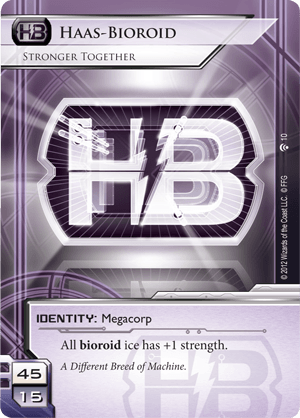 HB
HAAS-BIOROID
STRONGER TOGETHER
HB
10
© 2012 Wizards of the Coast LLC. © FFG
IDENTITY: Megacorp
All bioroid ice has +1 strength.
A Different Breed of Machine.
45
15